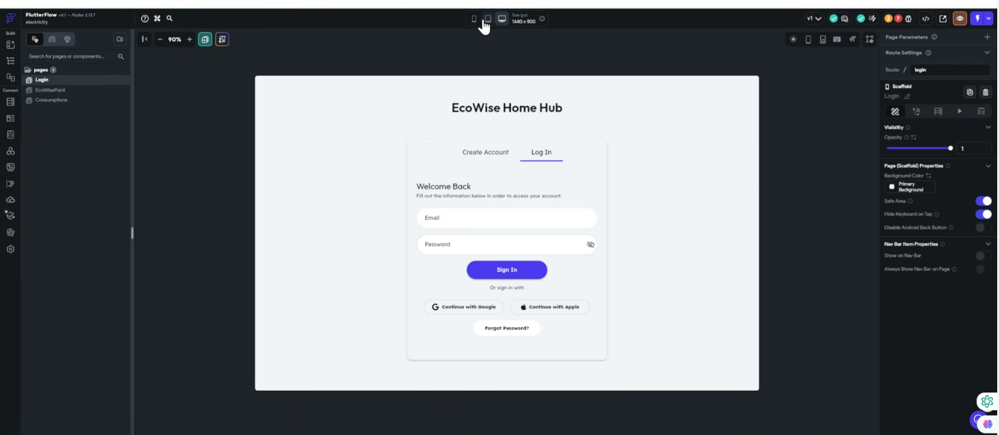 FlutterFlow v4.1 — Flutter 3.13.7
electricity
Size (px)
1440 x 900
v1
2
7
Build
Connect
90%
Search for pages or components...
pages 0
Login
EcoWisePoint
Consumptions
EcoWise Home Hub
Create Account
Log In
Welcome Back
Fill out the information below in order to access your account.
Email
Password
Sign In
Or sign in with
Continue with Google
Continue with Apple
Forgot Password?
Page Parameters
Route Settings
Route: / login
Scaffold
Login
Visibility
Opacity
1
Page (Scaffold) Properties
Background Color
Primary
Background
Safe Area
Hide Keyboard on Tap
Disable Android Back Button
Nav Bar Item Properties
Show on Nav Bar
Always Show Nav Bar on Page